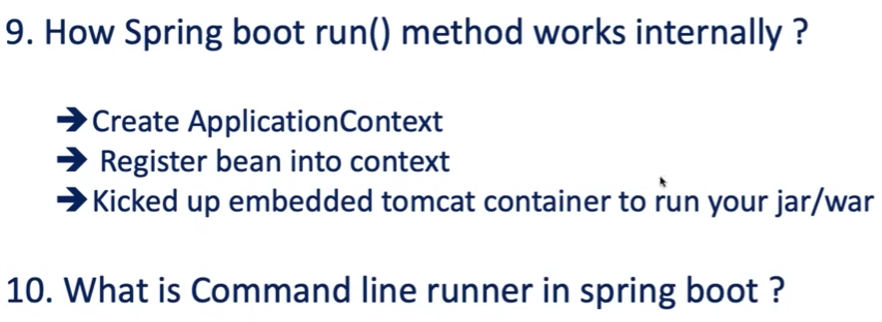 9. How Spring boot run() method works internally ?
➔ Create ApplicationContext
➔ Register bean into context
➔ Kicked up embedded tomcat container to run your jar/war
10. What is Command line runner in spring boot ?